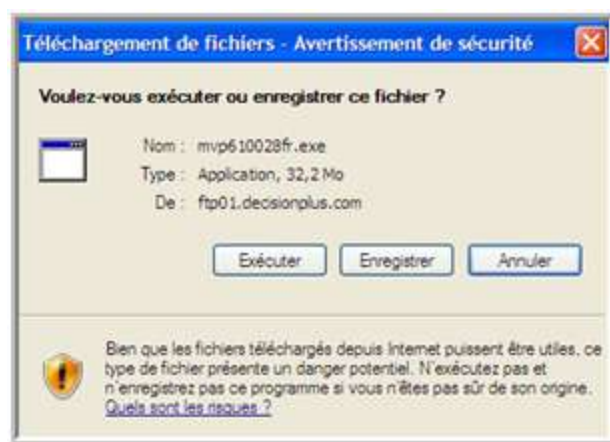 Téléchargement de fichiers - Avertissement de sécurité
Voulez-vous exécuter ou enregistrer ce fichier ?
Nom : mvp610028fr.exe
Type : Application, 32,2 Mo
De : ftp01.decisionplus.com
Exécuter Enregistrer Annuler
Bien que les fichiers téléchargés depuis Internet puissent être utiles, ce
type de fichier présente un danger potentiel. N'exécutez pas et
n'enregistrez pas ce programme si vous n'êtes pas sûr de son origine.
Quels sont les risques ?